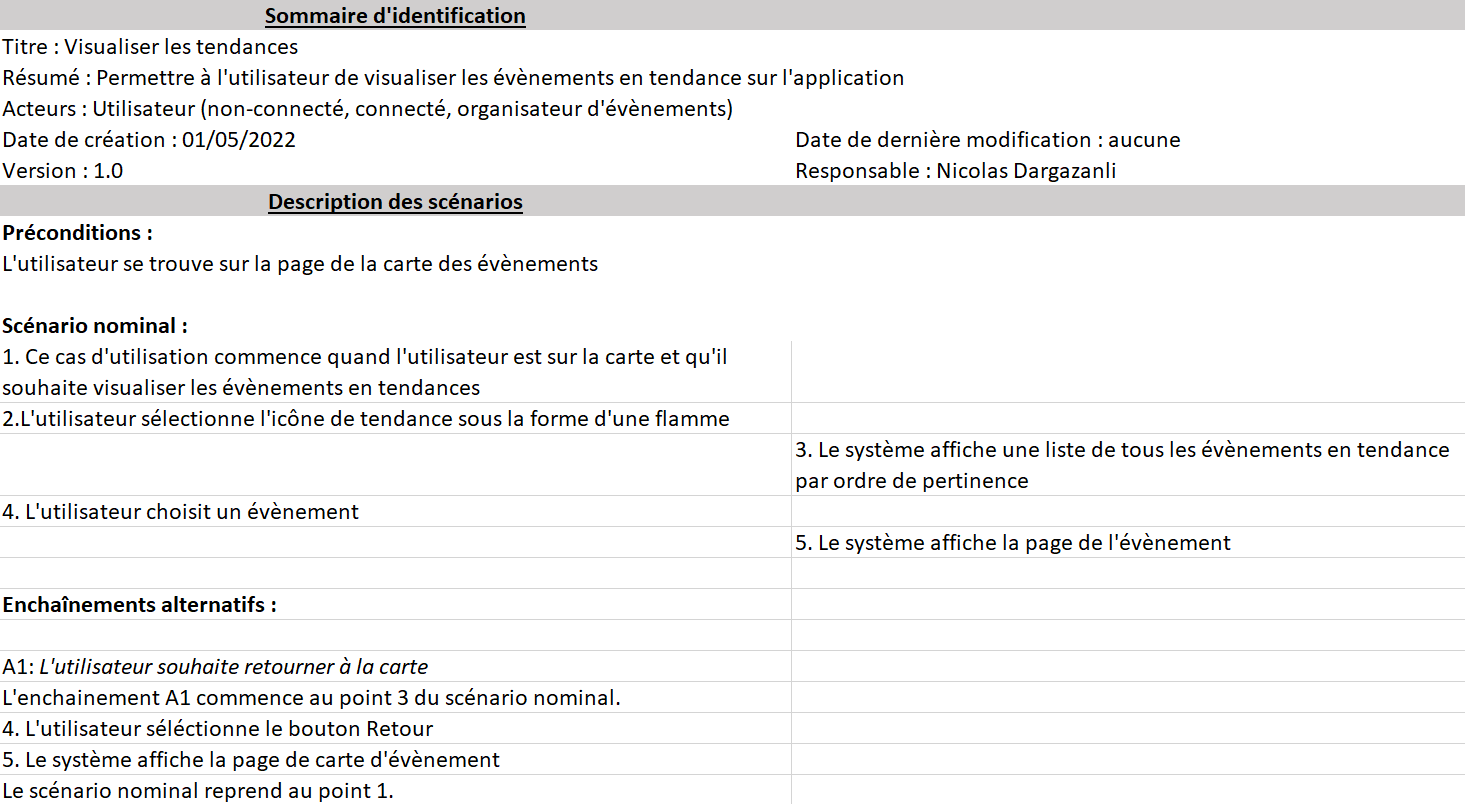 Sommaire d'identification
Titre : Visualiser les tendances
Résumé : Permettre à l'utilisateur de visualiser les évènements en tendance sur l'application
Acteurs : Utilisateur (non-connecté, connecté, organisateur d'évènements)
Date de création : 01/05/2022
Date de dernière modification : aucune
Version : 1.0
Responsable : Nicolas Dargazanli
Description des scénarios
Préconditions :
L'utilisateur se trouve sur la page de la carte des évènements
Scénario nominal :
1. Ce cas d'utilisation commence quand l'utilisateur est sur la carte et qu'il
souhaite visualiser les évènements en tendances
2.L'utilisateur sélectionne l'icône de tendance sous la forme d'une flamme
3. Le système affiche une liste de tous les évènements en tendance
par ordre de pertinence
4. L'utilisateur choisit un évènement
5. Le système affiche la page de l'évènement
Enchaînements alternatifs :
A1: L'utilisateur souhaite retourner à la carte
L'enchainement A1 commence au point 3 du scénario nominal.
4. L'utilisateur séléctionne le bouton Retour
5. Le système affiche la page de carte d'évènement
Le scénario nominal reprend au point 1.